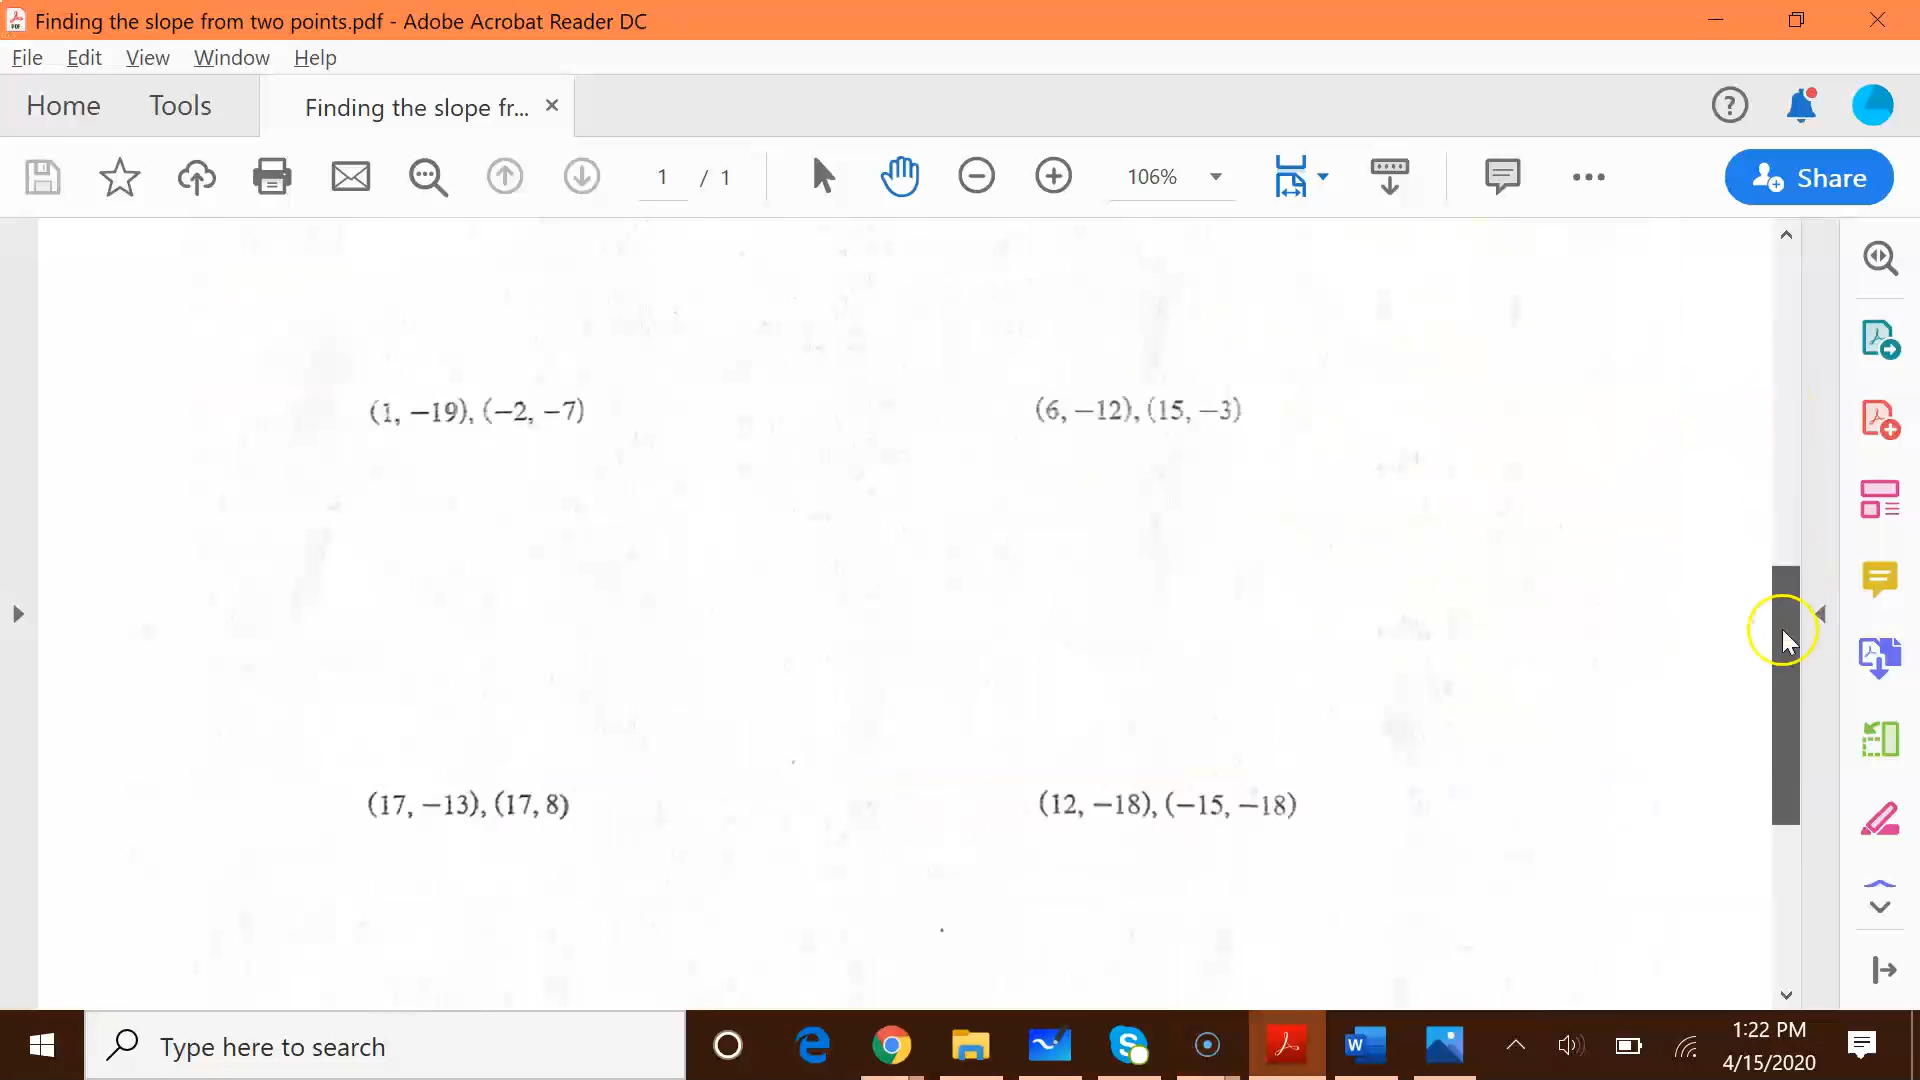 Finding the slope from two points.pdf - Adobe Acrobat Reader DC
File Edit View Window Help
Home Tools Finding the slope fr...
1 / 1 106% Share
(1, −19), (−2, −7) (6, −12), (15, −3)
(17, −13), (17, 8) (12, −18), (−15, −18)
Type here to search
1:22 PM
4/15/2020